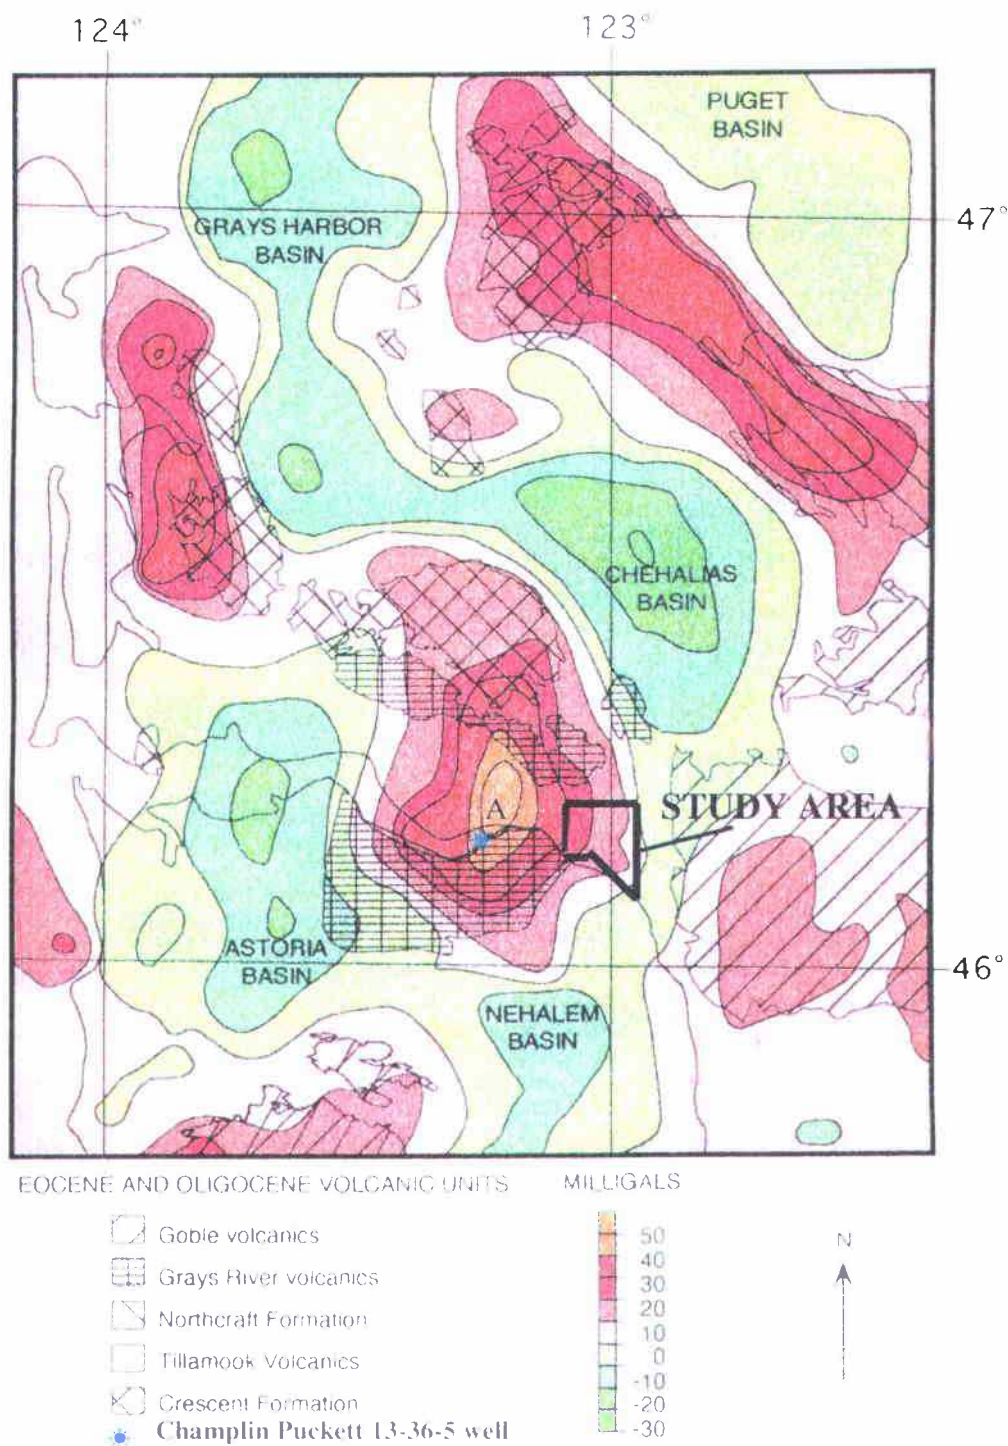 124°
123°
PUGET
BASIN
47°
GRAYS HARBOR
BASIN
CHEHALIAS
BASIN
A
STUDY AREA
ASTORIA
BASIN
46°
NEHALEM
BASIN
EOCENE AND OLIGOCENE VOLCANIC UNITS
Goble volcanics
Grays River volcanics
Northcraft Formation
Tillamook Volcanics
Crescent Formation
Champlin Puckett 13-36-5 well
MILLIGALS
50
40
30
20
10
0
-10
-20
-30
N